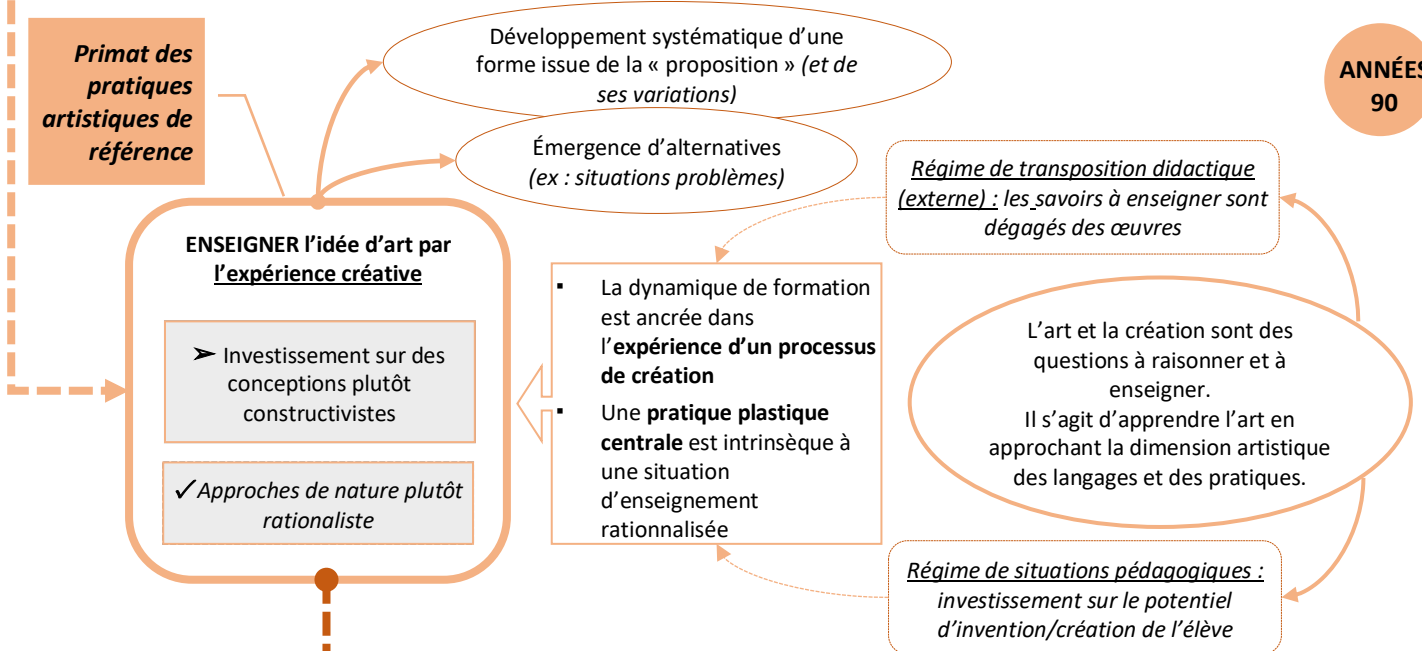 Primat des
pratiques
artistiques de
référence
Développement systématique d’une
forme issue de la « proposition » (et de
ses variations)
Émergence d’alternatives
(ex : situations problèmes)
ANNÉES
90
ENSEIGNER l’idée d’art par
l’expérience créative
➢ Investissement sur des
conceptions plutôt
constructivistes
✓Approches de nature plutôt
rationaliste
▪ La dynamique de formation
est ancrée dans
l’expérience d’un processus
de création
▪ Une pratique plastique
centrale est intrinsèque à
une situation
d’enseignement
rationnalisée
Régime de transposition didactique
(externe) : les savoirs à enseigner sont
dégagés des œuvres
L’art et la création sont des
questions à raisonner et à
enseigner.
Il s’agit d’apprendre l’art en
approchant la dimension artistique
des langages et des pratiques.
Régime de situations pédagogiques :
investissement sur le potentiel
d’invention/création de l’élève